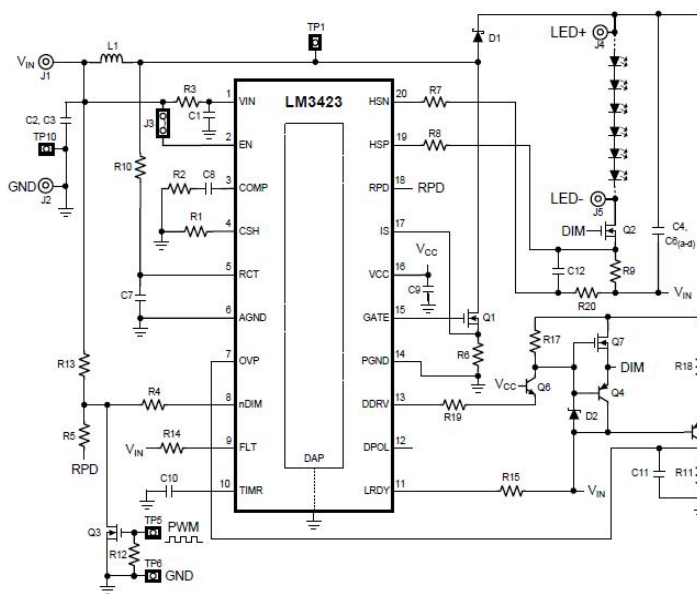 TP1
D1
LED+
J4
VIN
J1
L1
R3
1
VIN
LM3423
HSN
20
R7
C2, C3
J3
C1
TP10
2
EN
HSP
19
R8
R10
R2
C8
3
COMP
RPD
18
RPD
GND
J2
LED-
J5
R1
4
CSH
IS
17
DIM
Q2
C4,
C6(a-d)
VCC
5
RCT
VCC
16
C12
R9
C7
C9
R20
VIN
6
AGND
GATE
15
Q1
R17
Q7
R13
7
OVP
PGND
14
R6
DIM
R18
VCC
Q6
Q4
R4
8
nDIM
DDRV
13
R19
D2
R5
RPD
VIN
R14
9
FLT
DPOL
12
DAP
C10
10
TIMR
LRDY
11
R15
VIN
C11
R11
Q3
TP5
PWM
R12
TP6
GND